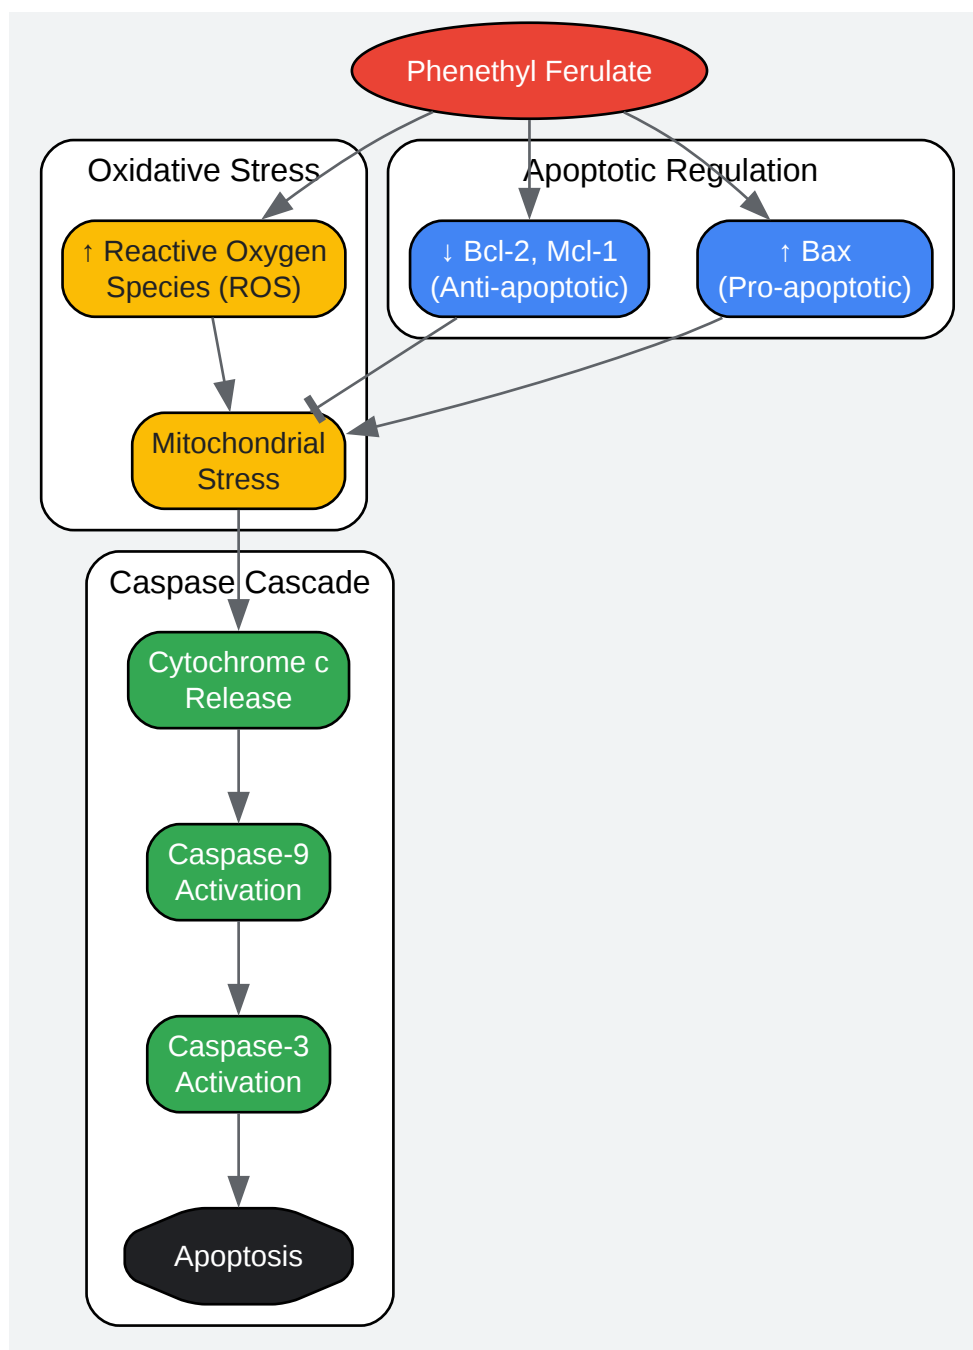 Phenethyl Ferulate
Oxidative Stress
Apoptotic Regulation
↑ Reactive Oxygen
Species (ROS)
↓ Bcl-2, Mcl-1
(Anti-apoptotic)
↑ Bax
(Pro-apoptotic)
Mitochondrial
Stress
Caspase Cascade
Cytochrome c
Release
Caspase-9
Activation
Caspase-3
Activation
Apoptosis